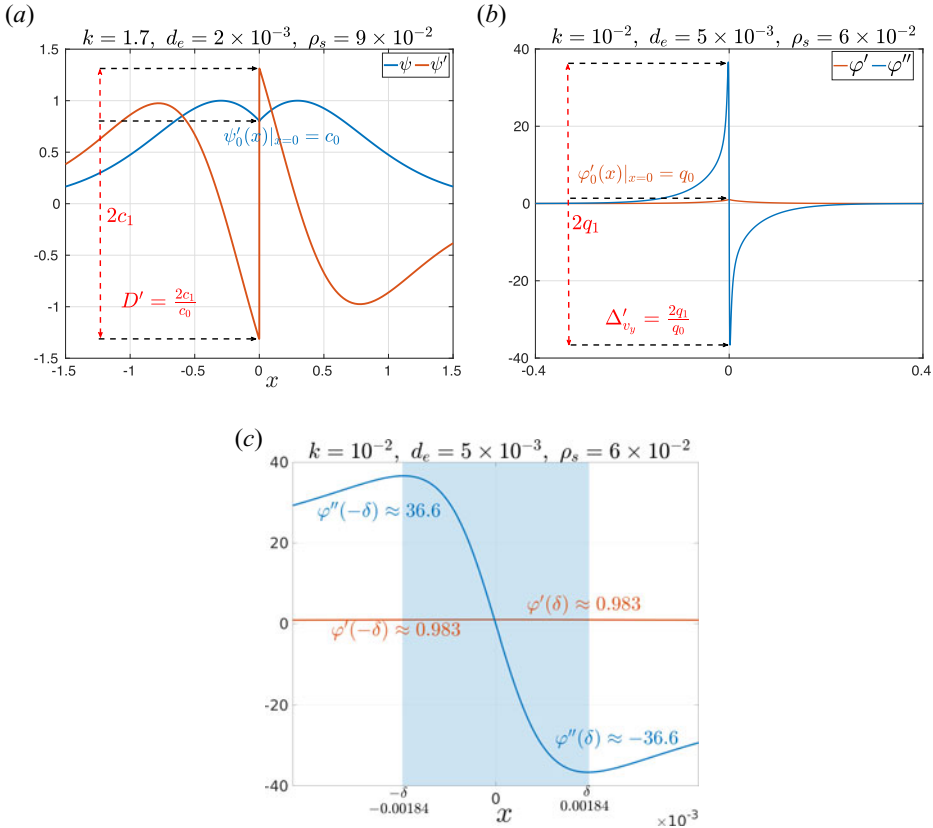 (a)
k = 1.7, d_e = 2 × 10^{-3}, ρ_s = 9 × 10^{-2}
1.5
1.0
0.5
0
-0.5
-1
-1.5
-1.5 -1 -0.5 0 0.5 1 1.5
x
ψ ψ′
ψ′_0(x)|_{x=0} = c_0
2c_1
D′ = \frac{2c_1}{c_0}
(b)
k = 10^{-2}, d_e = 5 × 10^{-3}, ρ_s = 6 × 10^{-2}
40
20
0
-20
-40
-0.4 0 0.4
φ′
φ′′
φ′_0(x)|_{x=0} = q_0
2q_1
Δ′_{v_y} = \frac{2q_1}{q_0}
(c)
k = 10^{-2}, d_e = 5 × 10^{-3}, ρ_s = 6 × 10^{-2}
40
20
0
-20
-40
φ′′(-δ) ≈ 36.6
φ′(δ) ≈ 0.983
φ′(-δ) ≈ 0.983
φ′′(δ) ≈ -36.6
-δ 0 δ
-0.00184 x 0.00184
×10^{-3}